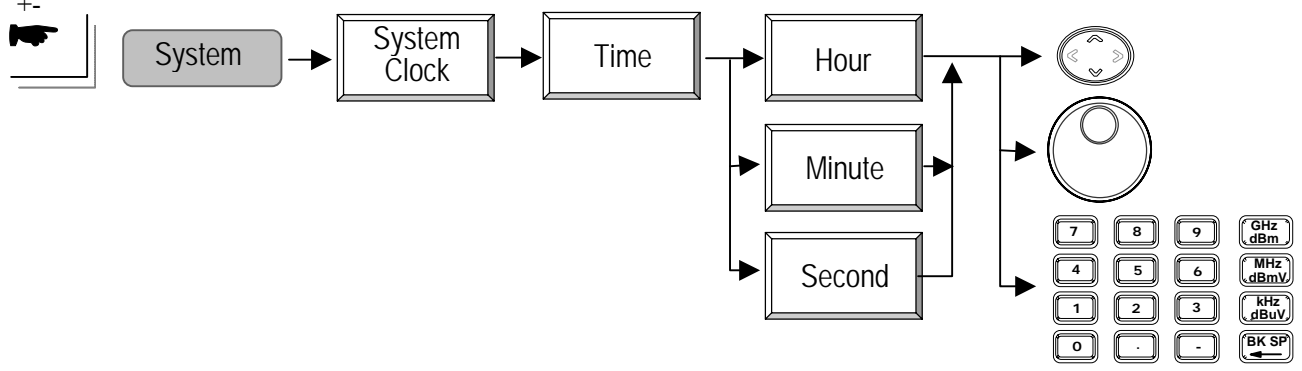 +-
System
System
Clock
Time
Hour
Minute
Second
7 8 9 GHz
dBm
4 5 6 MHz
dBmV
1 2 3 kHz
dBuV
0 . - BK SP